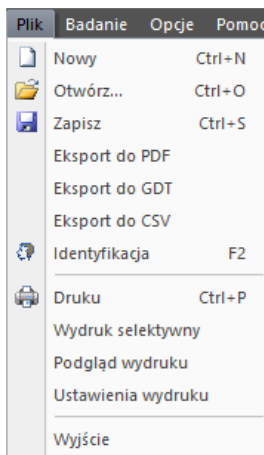 Plik Badanie Opcje
Nowy Ctrl+N
Otwórz... Ctrl+O
Zapisz Ctrl+S
Eksport do PDF
Eksport do GDT
Eksport do CSV
Identyfikacja F2
Druku Ctrl+P
Wydruk selektywny
Podgląd wydruku
Ustawienia wydruku
Wyjście